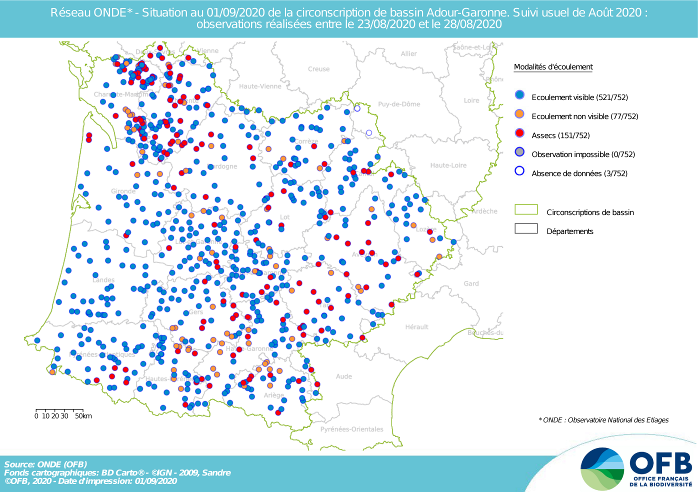 Réseau ONDE* - Situation au 01/09/2020 de la circonscription de bassin Adour-Garonne. Suivi usuel de Août 2020 :
observations réalisées entre le 23/08/2020 et le 28/08/2020
Modalités d'écoulement
Ecoulement visible (521/752)
Ecoulement non visible (77/752)
Assecs (151/752)
Observation impossible (0/752)
Absence de données (3/752)
Circonscriptions de bassin
Départements
Vienne
Creuse
Allier
Haute-Vienne
Puy-de-Dôme
Loire
Haute-Loire
Ardèche
Gironde
Lot
Landes
Gers
Gard
Hérault
Aude
Ariège
Pyrénées-Orientales
0 10 20 30 50km
* ONDE : Observatoire National des Etiages
Source: ONDE (OFB)
Fonds cartographiques: BD Carto® - ©IGN - 2009, Sandre
©OFB, 2020 - Date d'impression: 01/09/2020
OFB
OFFICE FRANÇAIS
DE LA BIODIVERSITÉ